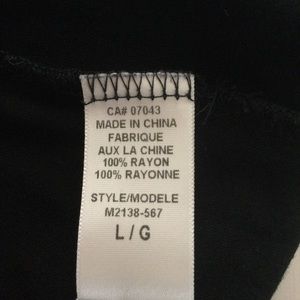 CA# 07043
MADE IN CHINA
FABRIQUE
AUX LA CHINE
100% RAYON
100% RAYONNE
STYLE/MODELE
M2138-567
L / G